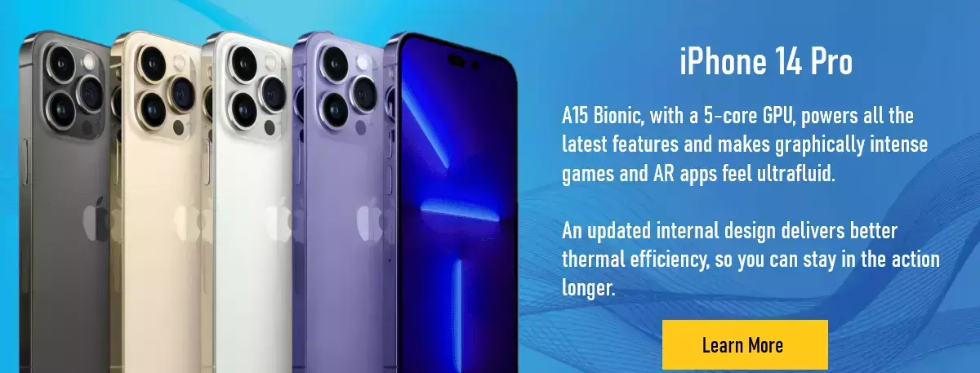 iPhone 14 Pro
A15 Bionic, with a 5-core GPU, powers all the
latest features and makes graphically intense
games and AR apps feel ultrafluid.
An updated internal design delivers better
thermal efficiency, so you can stay in the action
longer.
Learn More